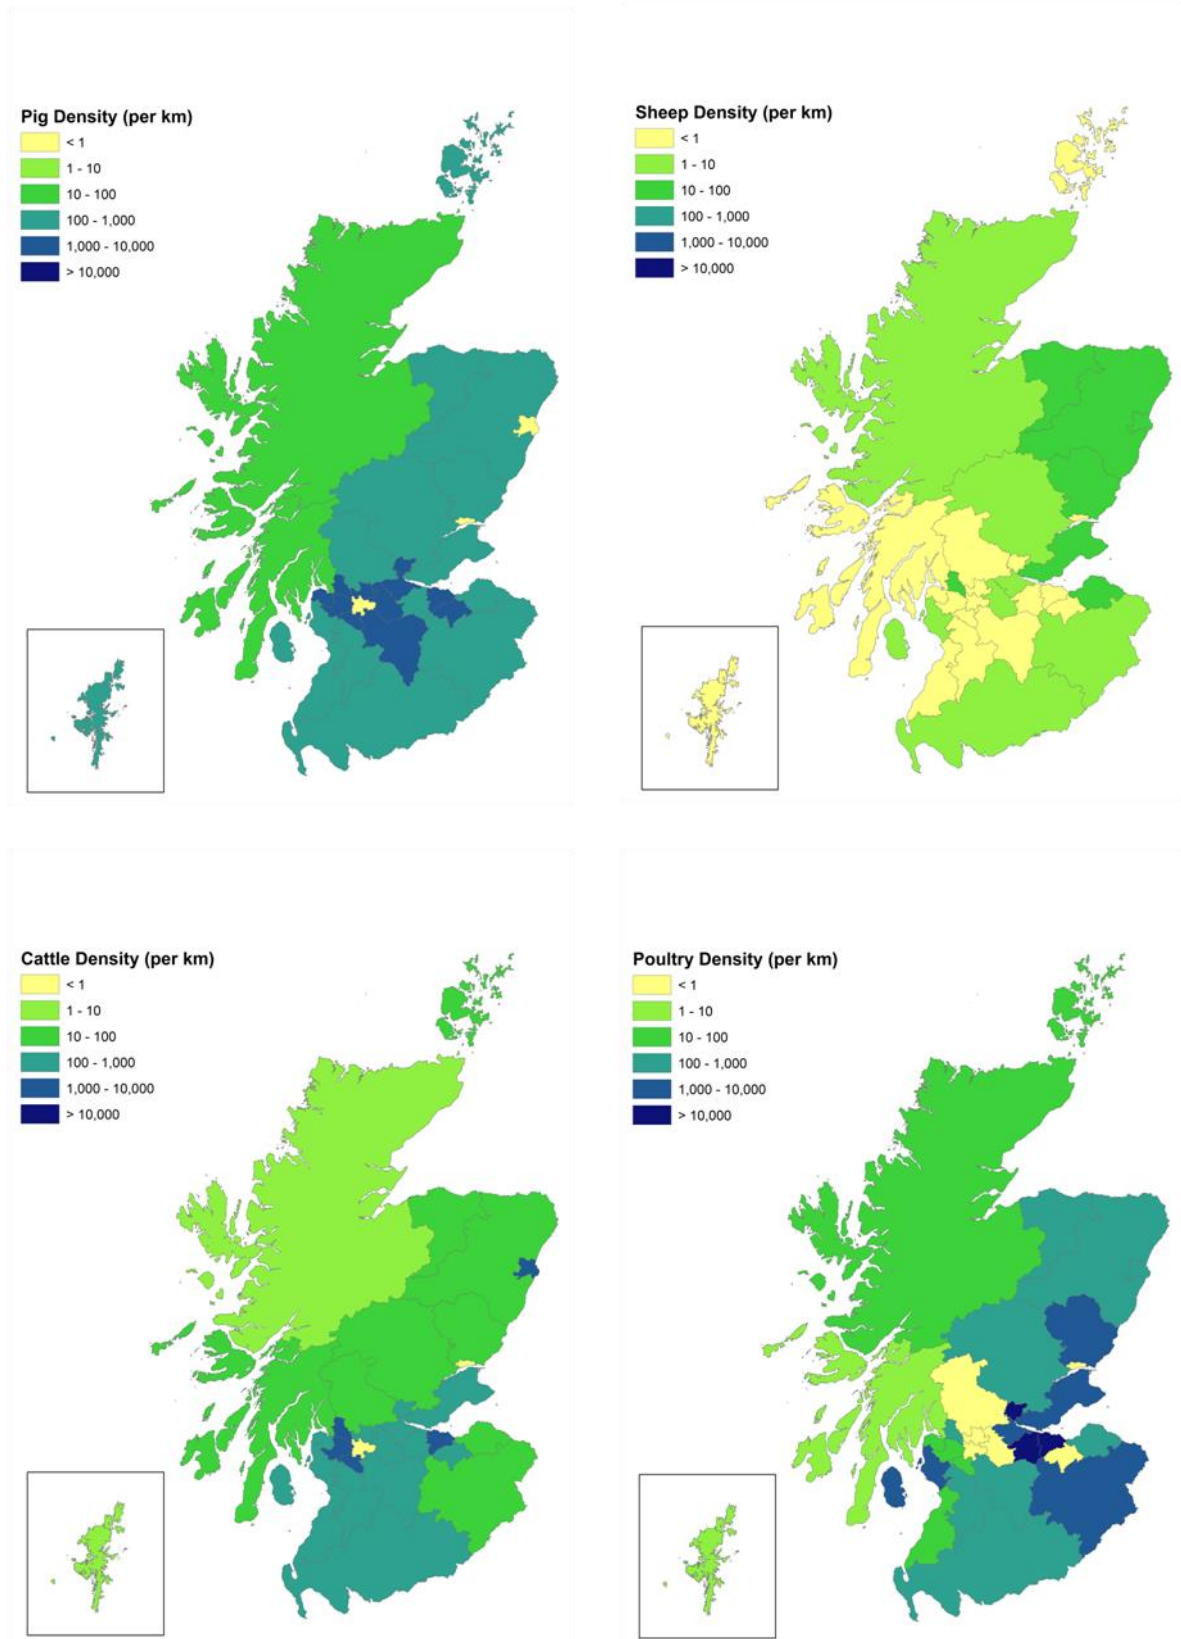 Pig Density (per km)
< 1
1 - 10
10 - 100
100 - 1,000
1,000 - 10,000
> 10,000
Sheep Density (per km)
< 1
1 - 10
10 - 100
100 - 1,000
1,000 - 10,000
> 10,000
Cattle Density (per km)
< 1
1 - 10
10 - 100
100 - 1,000
1,000 - 10,000
> 10,000
Poultry Density (per km)
< 1
1 - 10
10 - 100
100 - 1,000
1,000 - 10,000
> 10,000